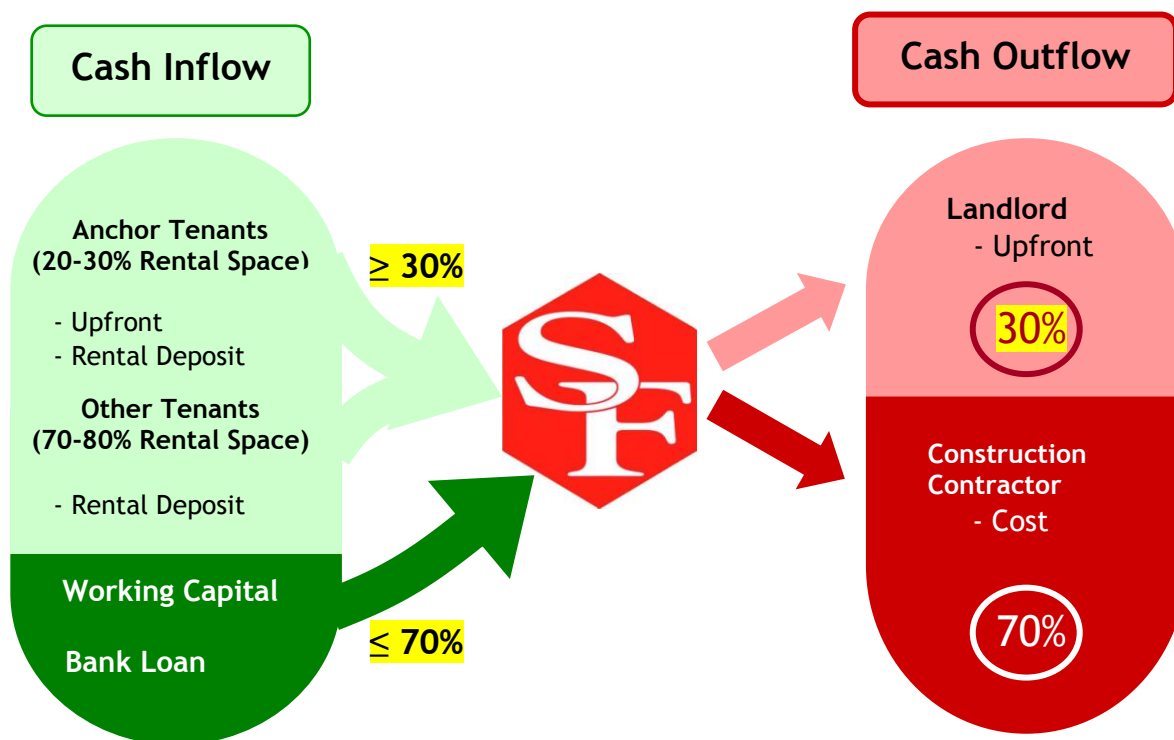 Cash Inflow
Anchor Tenants
(20-30% Rental Space)
- Upfront
- Rental Deposit
Other Tenants
(70-80% Rental Space)
- Rental Deposit
Working Capital
Bank Loan
≥ 30%
≤ 70%
SF
Cash Outflow
Landlord
- Upfront
30%
Construction
Contractor
- Cost
70%